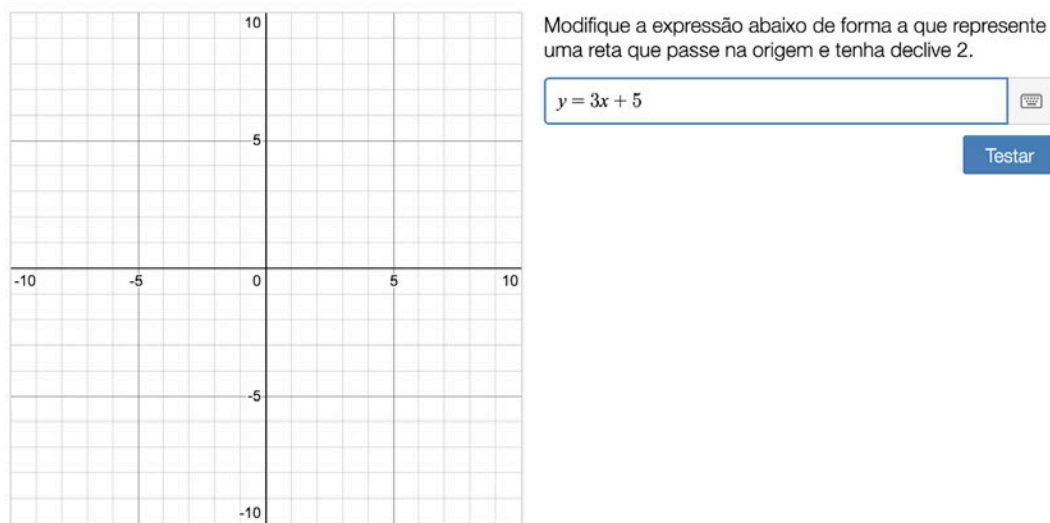 10
5
-10 -5 0 5 10
-5
-10
Modifique a expressão abaixo de forma a que represente
uma reta que passe na origem e tenha declive 2.
y = 3x + 5
Testar